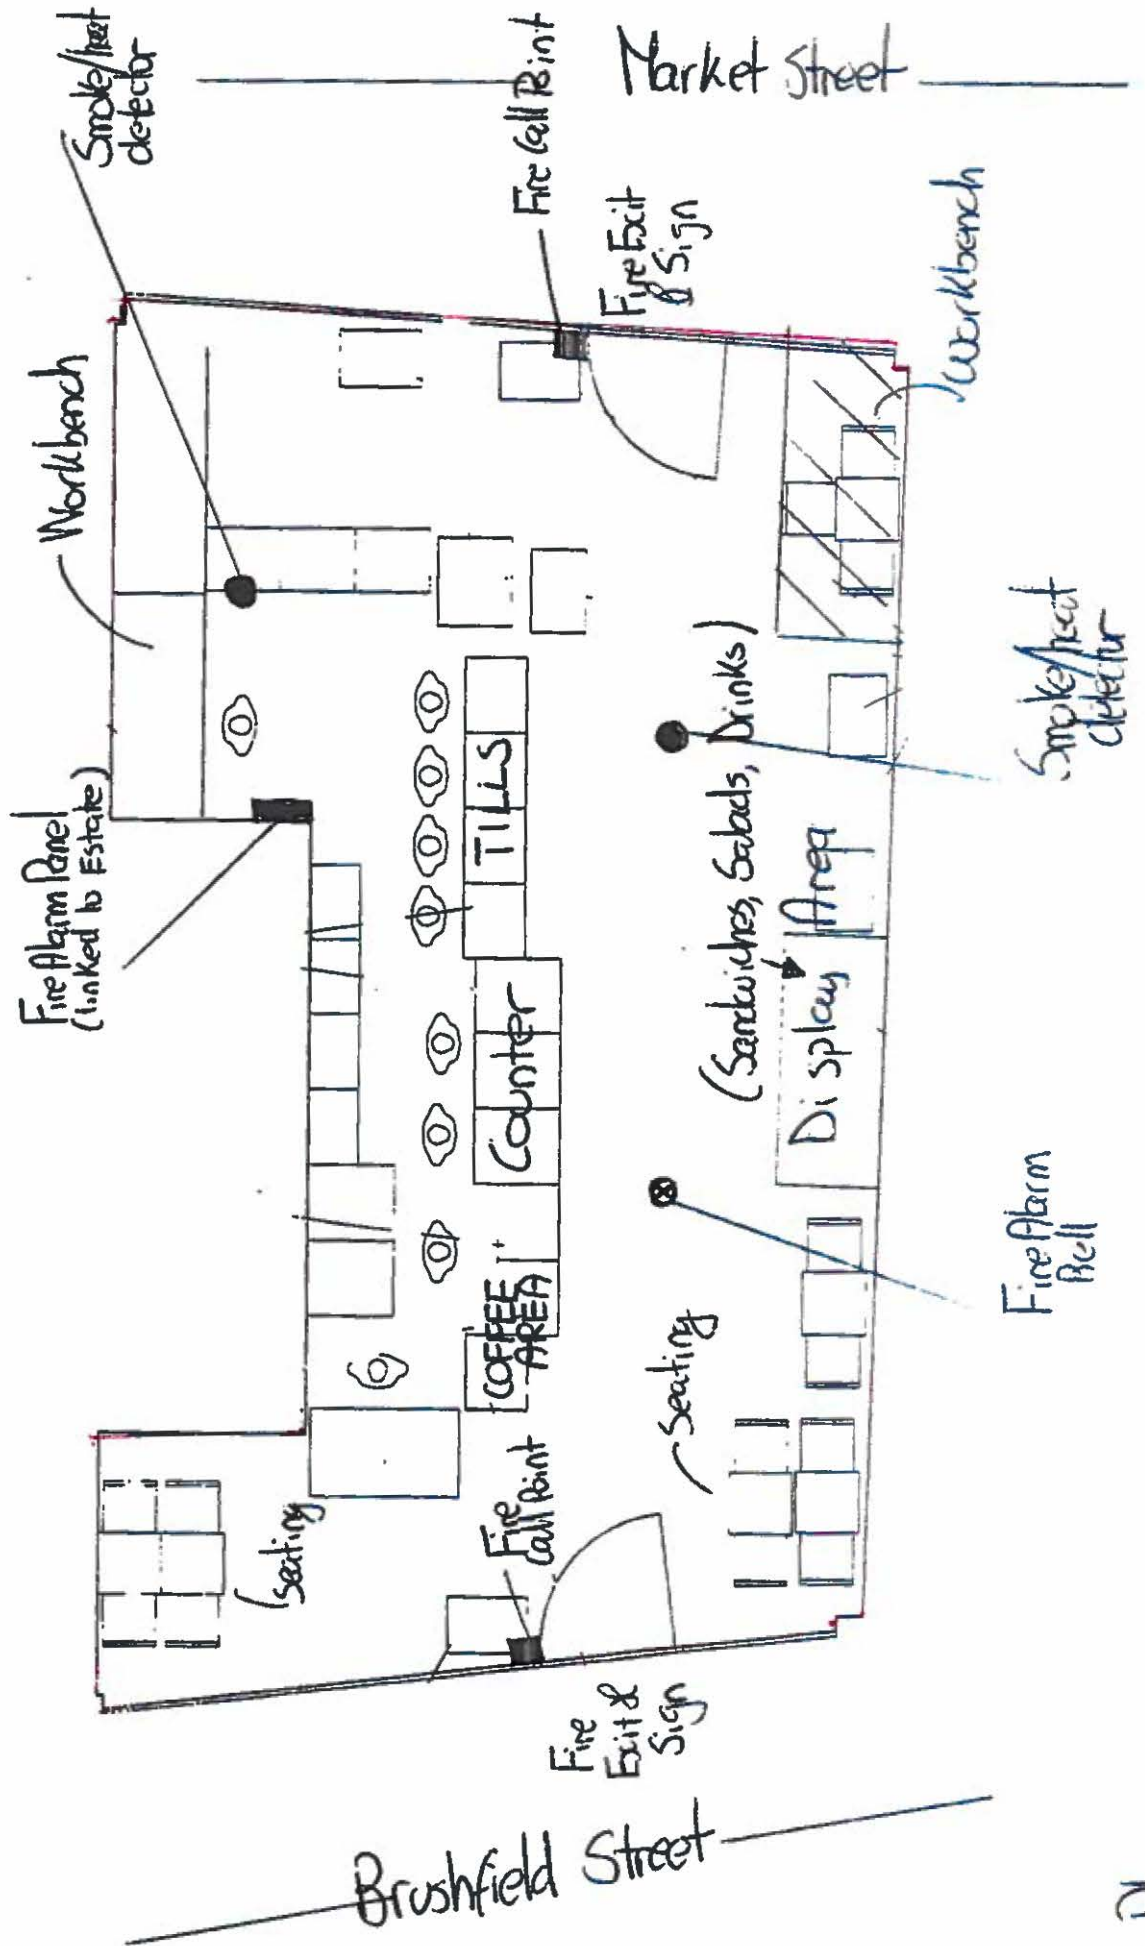 Smoke/heat
detector
Workbench
Fire Alarm Panel
(linked to Estate)
Fire Call Point
Market Street
Fire Exit
& Sign
Workbench
TILLS
Counter
COFFEE
AREA
(Sandwiches, Salads, Drinks)
Display Area
Smoke/heat
detector
Fire Alarm
Bell
Seating
Seating
Fire
Call Point
Fire
Exit &
Sign
Brushfield Street